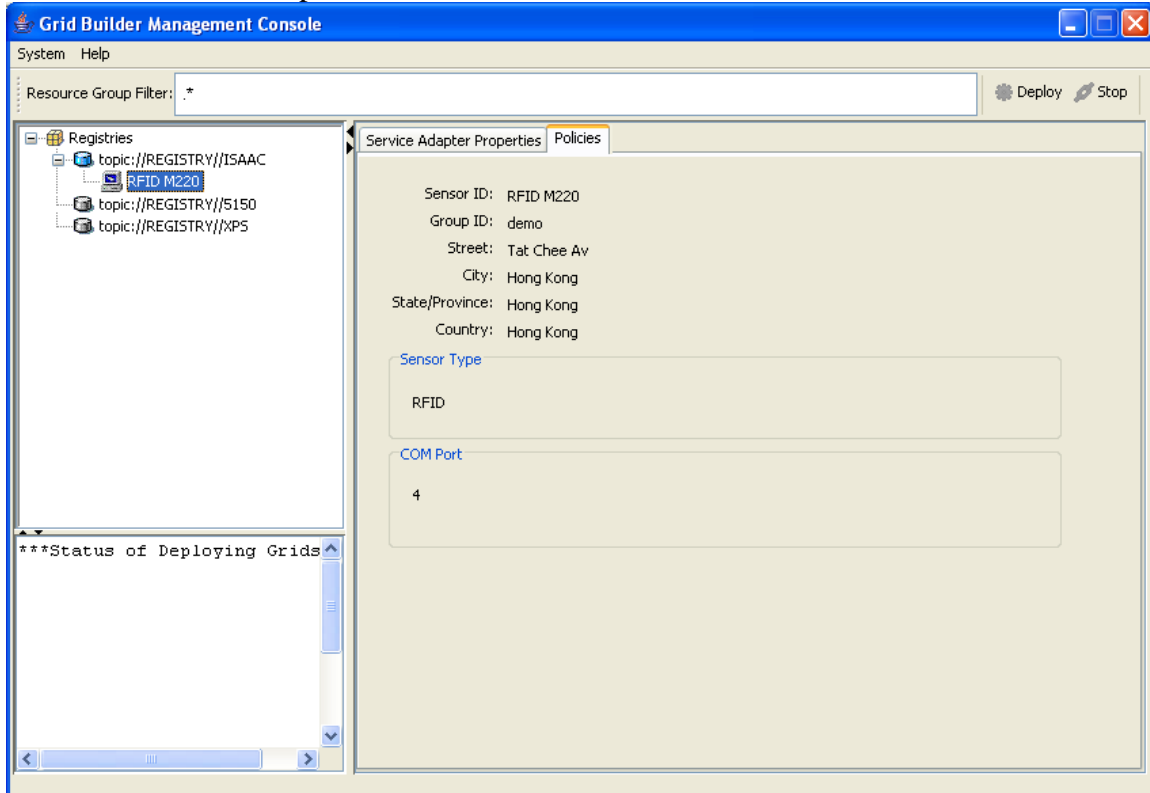 Grid Builder Management Console
System Help
Resource Group Filter: .* Deploy Stop
Registries
topic://REGISTRY//ISAAC
RFID M220
topic://REGISTRY//5150
topic://REGISTRY//XPS
Service Adapter Properties Policies
Sensor ID: RFID M220
Group ID: demo
Street: Tat Chee Av
City: Hong Kong
State/Province: Hong Kong
Country: Hong Kong
Sensor Type
RFID
COM Port
4
***Status of Deploying Grids